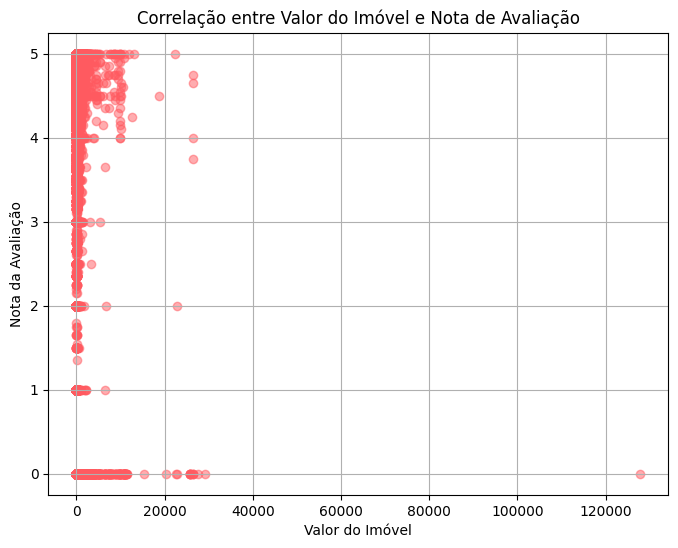 Correlação entre Valor do Imóvel e Nota de Avaliação
5
4
3
2
1
0
Nota da Avaliação
0 20000 40000 60000 80000 100000 120000
Valor do Imóvel